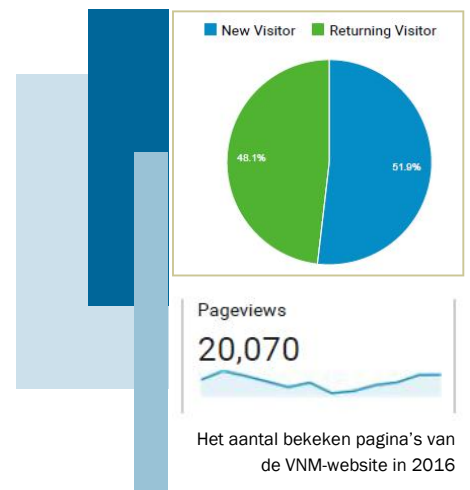 New Visitor Returning Visitor
48.1%
51.9%
Pageviews
20,070
Het aantal bekeken pagina's van
de VNM-website in 2016